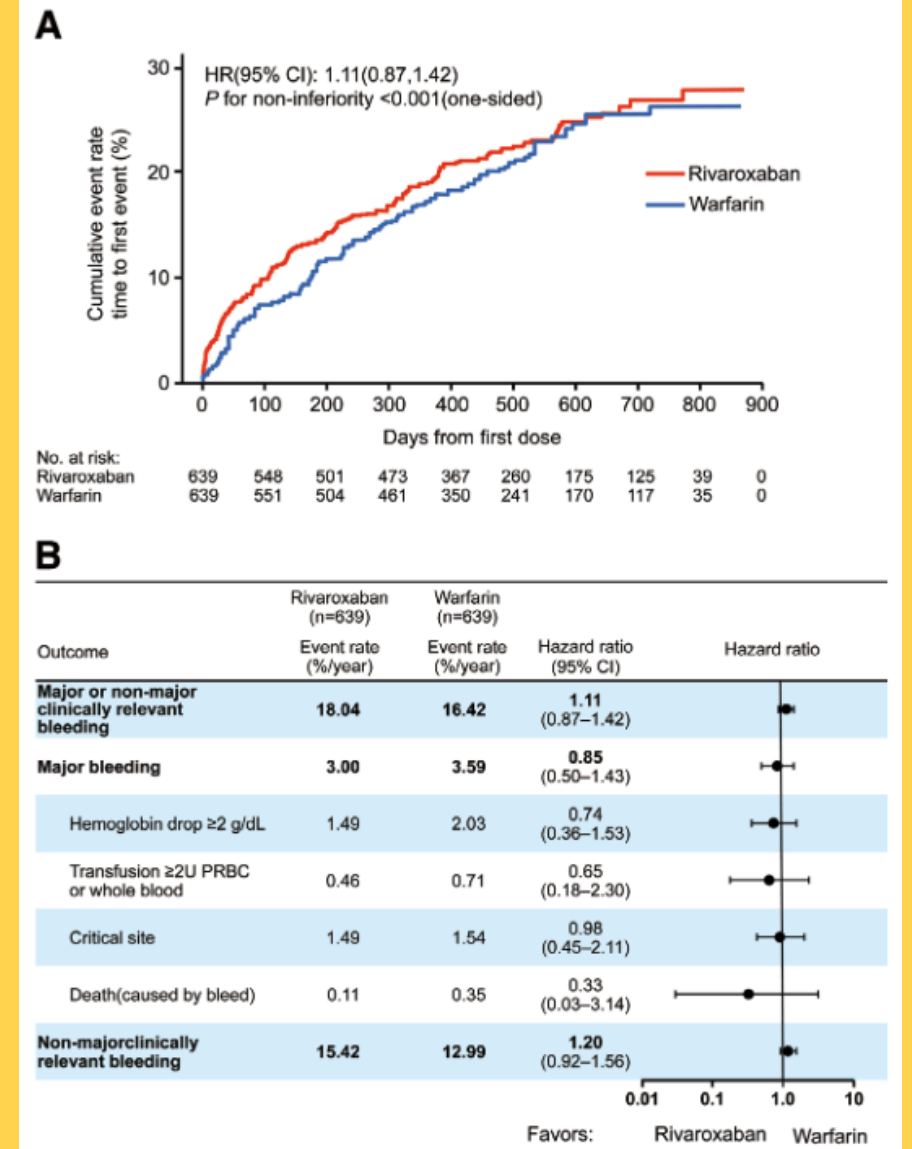 A
HR(95% CI): 1.11(0.87,1.42)
P for non-inferiority <0.001(one-sided)
Cumulative event rate
time to first event (%)
30
20
10
0
Rivaroxaban
Warfarin
0 100 200 300 400 500 600 700 800 900
Days from first dose
No. at risk:
Rivaroxaban 639 548 501 473 367 260 175 125 39 0
Warfarin 639 551 504 461 350 241 170 117 35 0
B
Rivaroxaban Warfarin
(n=639) (n=639)
Outcome Event rate Event rate Hazard ratio Hazard ratio
(%/year) (%/year) (95% CI)
Major or non-major
clinically relevant 18.04 16.42 1.11
bleeding (0.87–1.42)
Major bleeding 3.00 3.59 0.85
(0.50–1.43)
Hemoglobin drop ≥2 g/dL 1.49 2.03 0.74
(0.36–1.53)
Transfusion ≥2U PRBC 0.46 0.71 0.65
or whole blood (0.18–2.30)
Critical site 1.49 1.54 0.98
(0.45–2.11)
Death(caused by bleed) 0.11 0.35 0.33
(0.03–3.14)
Non-majorclinically 15.42 12.99 1.20
relevant bleeding (0.92–1.56)
0.01 0.1 1.0 10
Favors: Rivaroxaban Warfarin